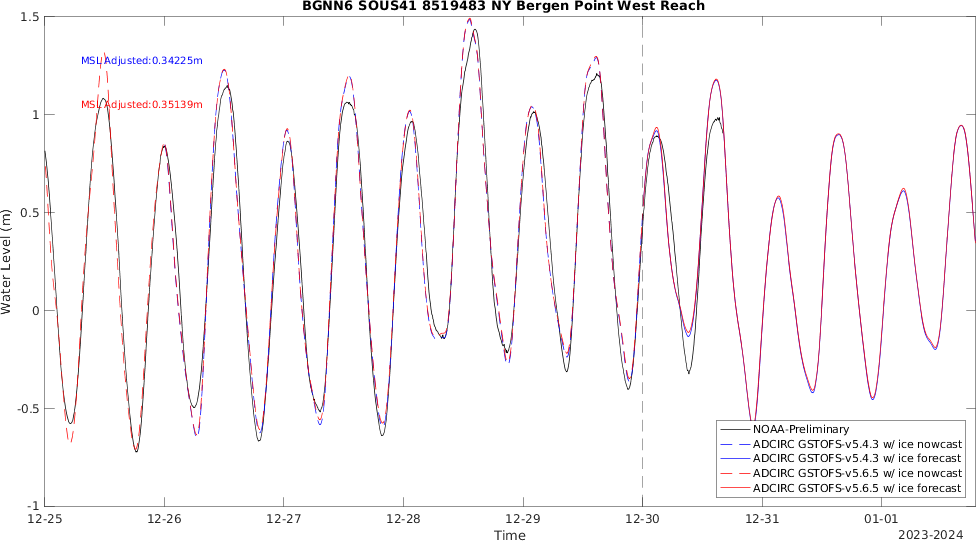 BGNN6 SOUS41 8519483 NY Bergen Point West Reach
1.5
MSL Adjusted:0.34225m
MSL Adjusted:0.35139m
1
0.5
0
-0.5
-1
Water Level (m)
NOAA-Preliminary
ADCIRC GSTOFS-v5.4.3 w/ ice nowcast
ADCIRC GSTOFS-v5.4.3 w/ ice forecast
ADCIRC GSTOFS-v5.6.5 w/ ice nowcast
ADCIRC GSTOFS-v5.6.5 w/ ice forecast
12-25 12-26 12-27 12-28 12-29 12-30 12-31 01-01
Time
2023-2024